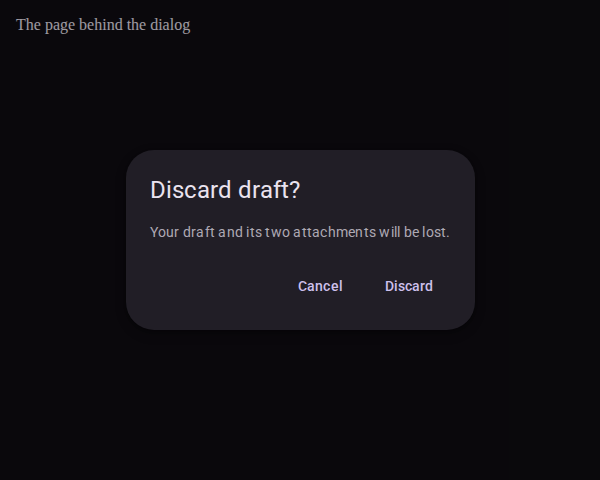 The page behind the dialog
Discard draft?
Your draft and its two attachments will be lost.
Cancel
Discard